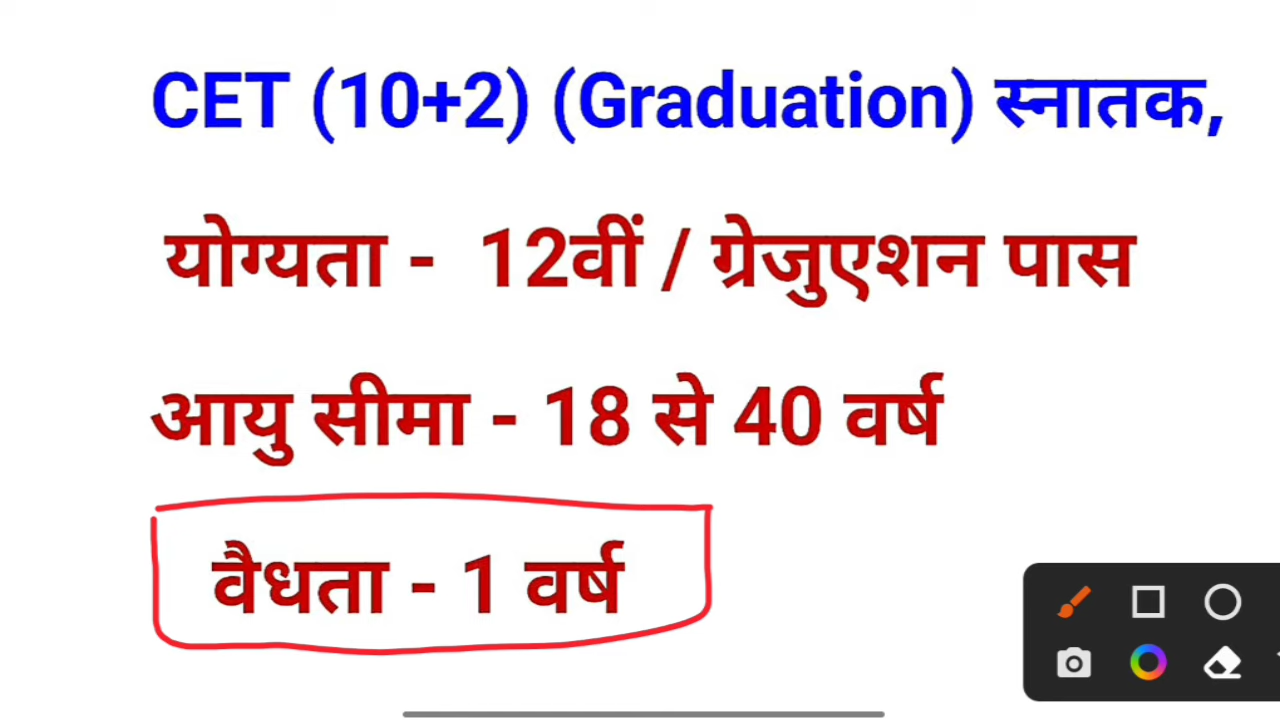 CET (10+2) (Graduation) स्नातक,
योग्यता - 12वीं / ग्रेजुएशन पास
आयु सीमा - 18 से 40 वर्ष
वैधता - 1 वर्ष